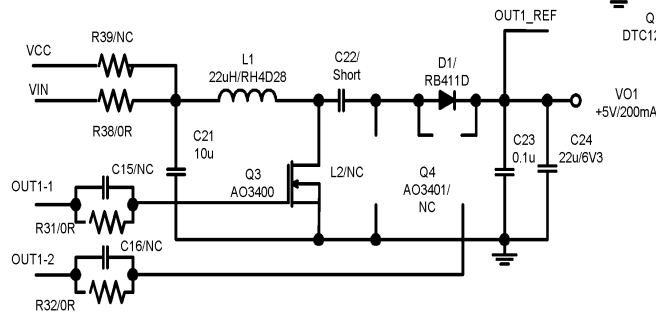 OUT1_REF
Q
DTC12
R39/NC
VCC
L1
22uH/RH4D28
C22/
Short
D1/
RB411D
VIN
VO1
+5V/200mA
R38/0R
C21
10u
C23
0.1u
C24
22u/6V3
C15/NC
Q3
AO3400
L2/NC
Q4
AO3401/
NC
OUT1-1
R31/0R
C16/NC
OUT1-2
R32/0R